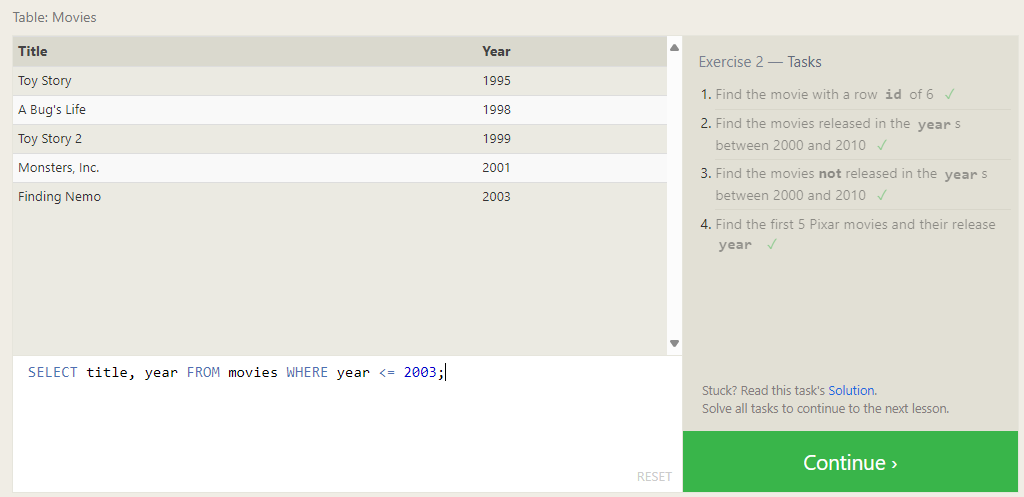 Table: Movies
Title Year
Toy Story 1995
A Bug's Life 1998
Toy Story 2 1999
Monsters, Inc. 2001
Finding Nemo 2003
SELECT title, year FROM movies WHERE year <= 2003;
RESET
Exercise 2 — Tasks
1. Find the movie with a row id of 6 ✓
2. Find the movies released in the year s
between 2000 and 2010 ✓
3. Find the movies not released in the year s
between 2000 and 2010 ✓
4. Find the first 5 Pixar movies and their release
year ✓
Stuck? Read this task's Solution.
Solve all tasks to continue to the next lesson.
Continue ›